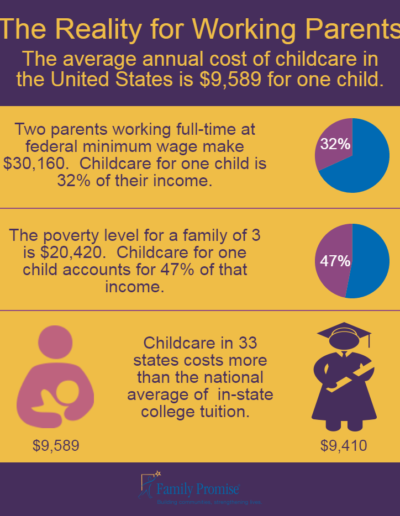 The Reality for Working Parents
The average annual cost of childcare in
the United States is $9,589 for one child.
Two parents working full-time at
federal minimum wage make
$30,160.  Childcare for one child is
32% of their income.
32%
The poverty level for a family of 3
is $20,420.  Childcare for one
child accounts for 47% of that
income.
47%
Childcare in 33
states costs more
than the national
average of  in-state
college tuition.
$9,589
$9,410
Family Promise